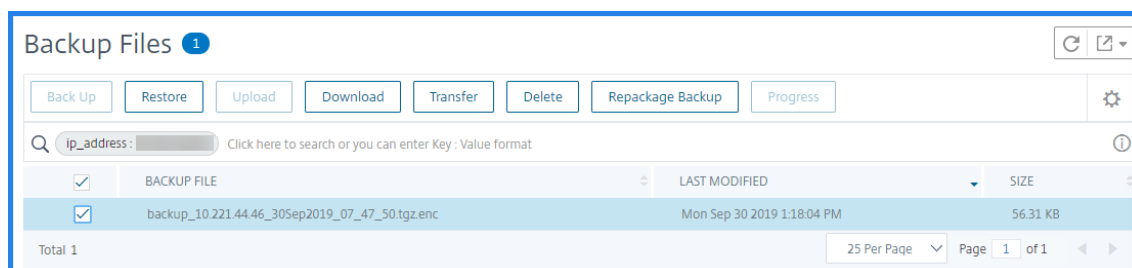 Backup Files 1
Back Up Restore Upload Download Transfer Delete Repackage Backup Progress
ip_address : Click here to search or you can enter Key : Value format
BACKUP FILE LAST MODIFIED SIZE
backup_10.221.44.46_30Sep2019_07_47_50.tgz.enc Mon Sep 30 2019 1:18:04 PM 56.31 KB
Total 1 25 Per Page Page 1 of 1